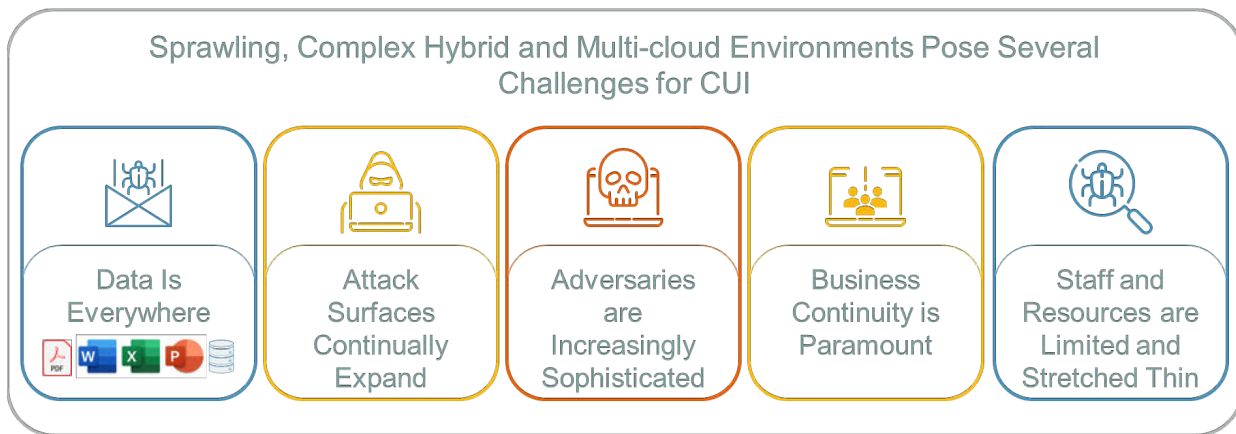 Sprawling, Complex Hybrid and Multi-cloud Environments Pose Several
Challenges for CUI
Data Is
Everywhere
PDF
W
X
P
Attack
Surfaces
Continually
Expand
Adversaries
are
Increasingly
Sophisticated
Business
Continuity is
Paramount
Staff and
Resources are
Limited and
Stretched Thin